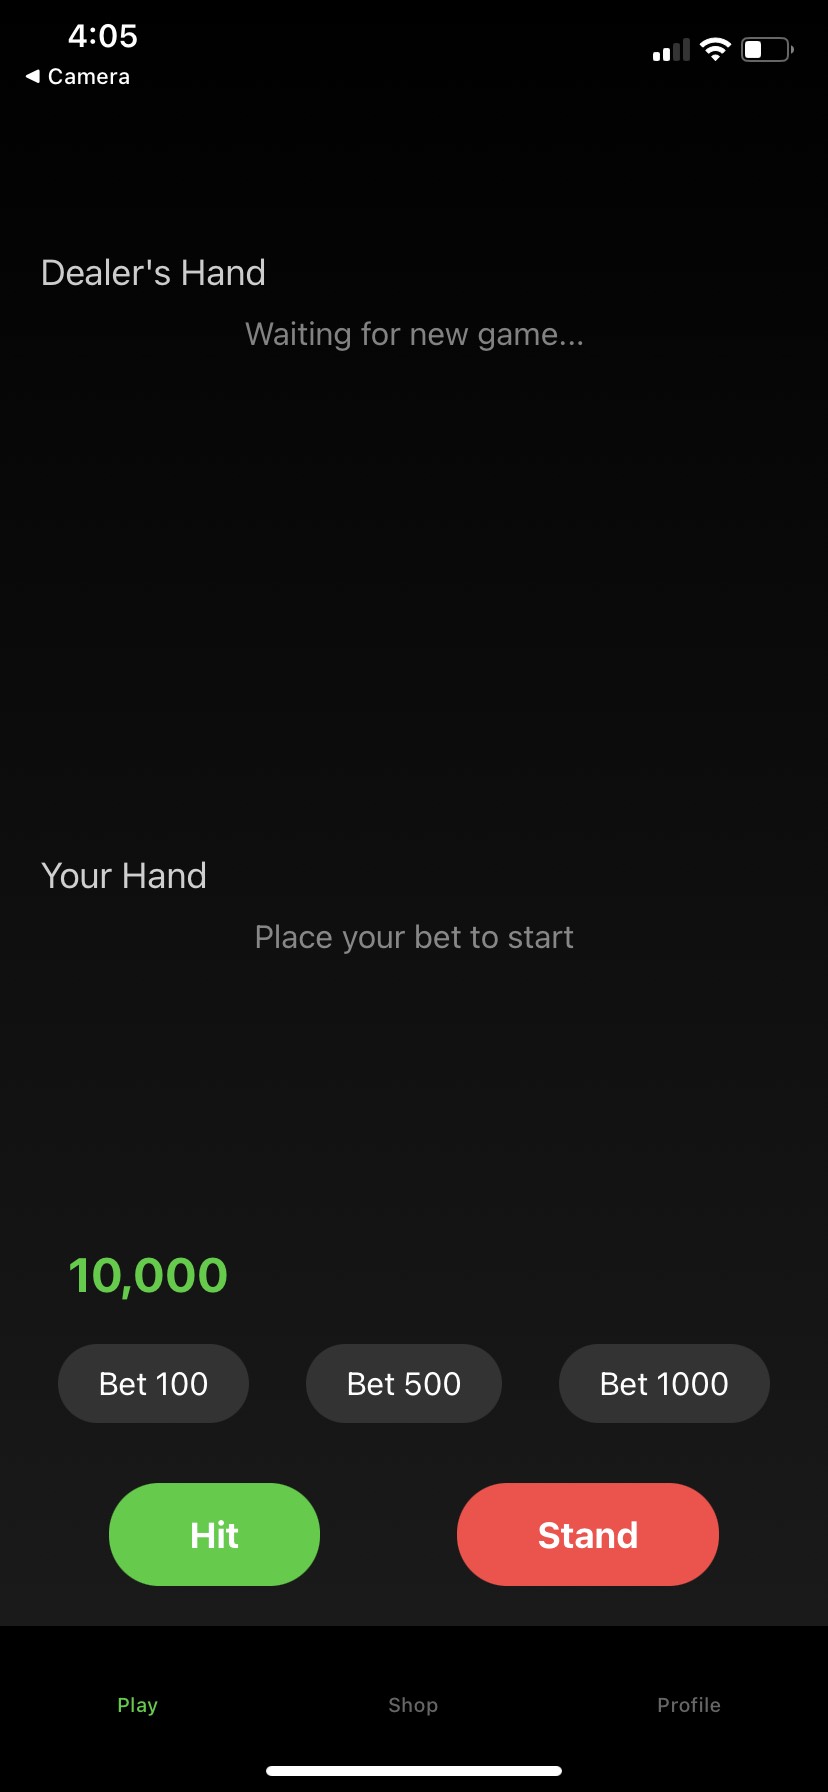 4:05
◀ Camera
Dealer's Hand
Waiting for new game...
Your Hand
Place your bet to start
10,000
Bet 100 Bet 500 Bet 1000
Hit Stand
Play Shop Profile